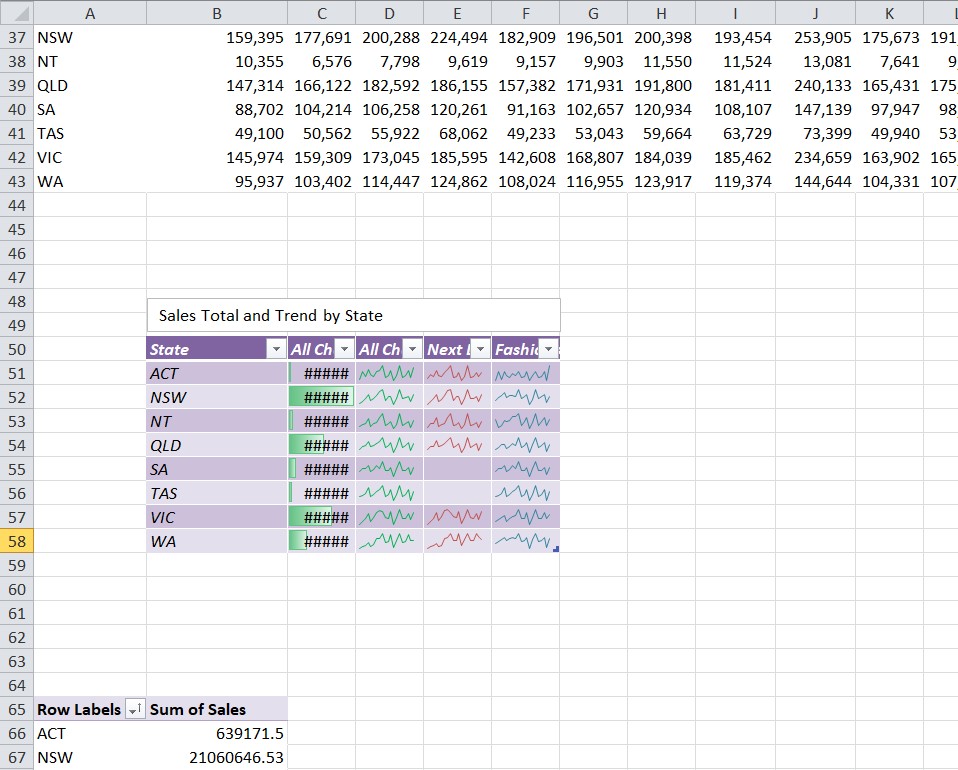 A B C D E F G H I J K L
37 NSW 159,395 177,691 200,288 224,494 182,909 196,501 200,398 193,454 253,905 175,673 191,
38 NT 10,355 6,576 7,798 9,619 9,157 9,903 11,550 11,524 13,081 7,641 9,
39 QLD 147,314 166,122 182,592 186,155 157,382 171,931 191,800 181,411 240,133 165,431 175,
40 SA 88,702 104,214 106,258 120,261 91,163 102,657 120,934 108,107 147,139 97,947 98,
41 TAS 49,100 50,562 55,922 68,062 49,233 53,043 59,664 63,729 73,399 49,940 53,
42 VIC 145,974 159,309 173,045 185,595 142,608 168,807 184,039 185,462 234,659 163,902 165,
43 WA 95,937 103,402 114,447 124,862 108,024 116,955 123,917 119,374 144,644 104,331 107,
44
45
46
47
48
Sales Total and Trend by State
49
50 State All Ch All Ch Next Fashi
51 ACT #####
52 NSW #####
53 NT #####
54 QLD #####
55 SA #####
56 TAS #####
57 VIC #####
58 WA #####
59
60
61
62
63
64
65 Row Labels Sum of Sales
66 ACT 639171.5
67 NSW 21060646.53